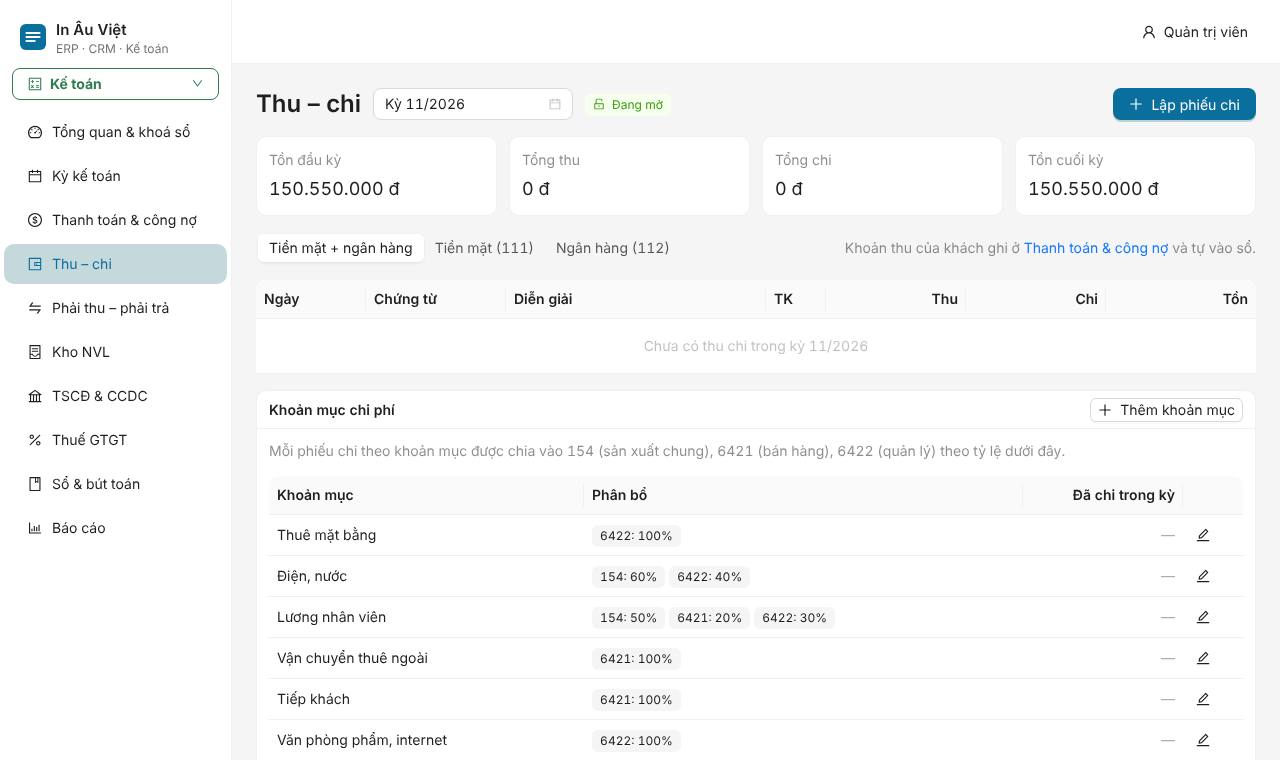 In Âu Việt
ERP · CRM · Kế toán
Kế toán
Tổng quan & khoá sổ
Kỳ kế toán
Thanh toán & công nợ
Thu – chi
Phải thu – phải trả
Kho NVL
TSCĐ & CCDC
Thuế GTGT
Sổ & bút toán
Báo cáo
Quản trị viên
Thu – chi
Kỳ 11/2026
Đang mở
Lập phiếu chi
Tồn đầu kỳ
150.550.000 đ
Tổng thu
0 đ
Tổng chi
0 đ
Tồn cuối kỳ
150.550.000 đ
Tiền mặt + ngân hàng Tiền mặt (111) Ngân hàng (112)
Khoản thu của khách ghi ở Thanh toán & công nợ và tự vào sổ.
Ngày Chứng từ Diễn giải TK Thu Chi Tồn
Chưa có thu chi trong kỳ 11/2026
Khoản mục chi phí
Thêm khoản mục
Mỗi phiếu chi theo khoản mục được chia vào 154 (sản xuất chung), 6421 (bán hàng), 6422 (quản lý) theo tỷ lệ dưới đây.
Khoản mục Phân bổ Đã chi trong kỳ
Thuê mặt bằng 6422: 100% —
Điện, nước 154: 60% 6422: 40% —
Lương nhân viên 154: 50% 6421: 20% 6422: 30% —
Vận chuyển thuê ngoài 6421: 100% —
Tiếp khách 6421: 100% —
Văn phòng phẩm, internet 6422: 100% —